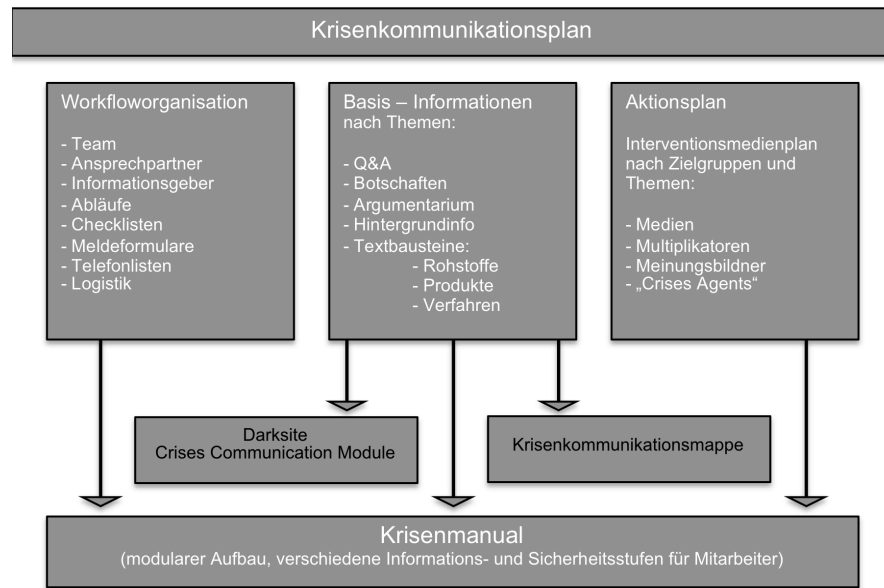 Krisenkommunikationsplan
Workfloworganisation
- Team
- Ansprechpartner
- Informationsgeber
- Abläufe
- Checklisten
- Meldeformulare
- Telefonlisten
- Logistik
Basis – Informationen
nach Themen:
- Q&A
- Botschaften
- Argumentarium
- Hintergrundinfo
- Textbausteine:
- Rohstoffe
- Produkte
- Verfahren
Aktionsplan
Interventionsmedienplan
nach Zielgruppen und
Themen:
- Medien
- Multiplikatoren
- Meinungsbildner
- „Crises Agents“
Darksite
Crises Communication Module
Krisenkommunikationsmappe
Krisenmanual
(modularer Aufbau, verschiedene Informations- und Sicherheitsstufen für Mitarbeiter)